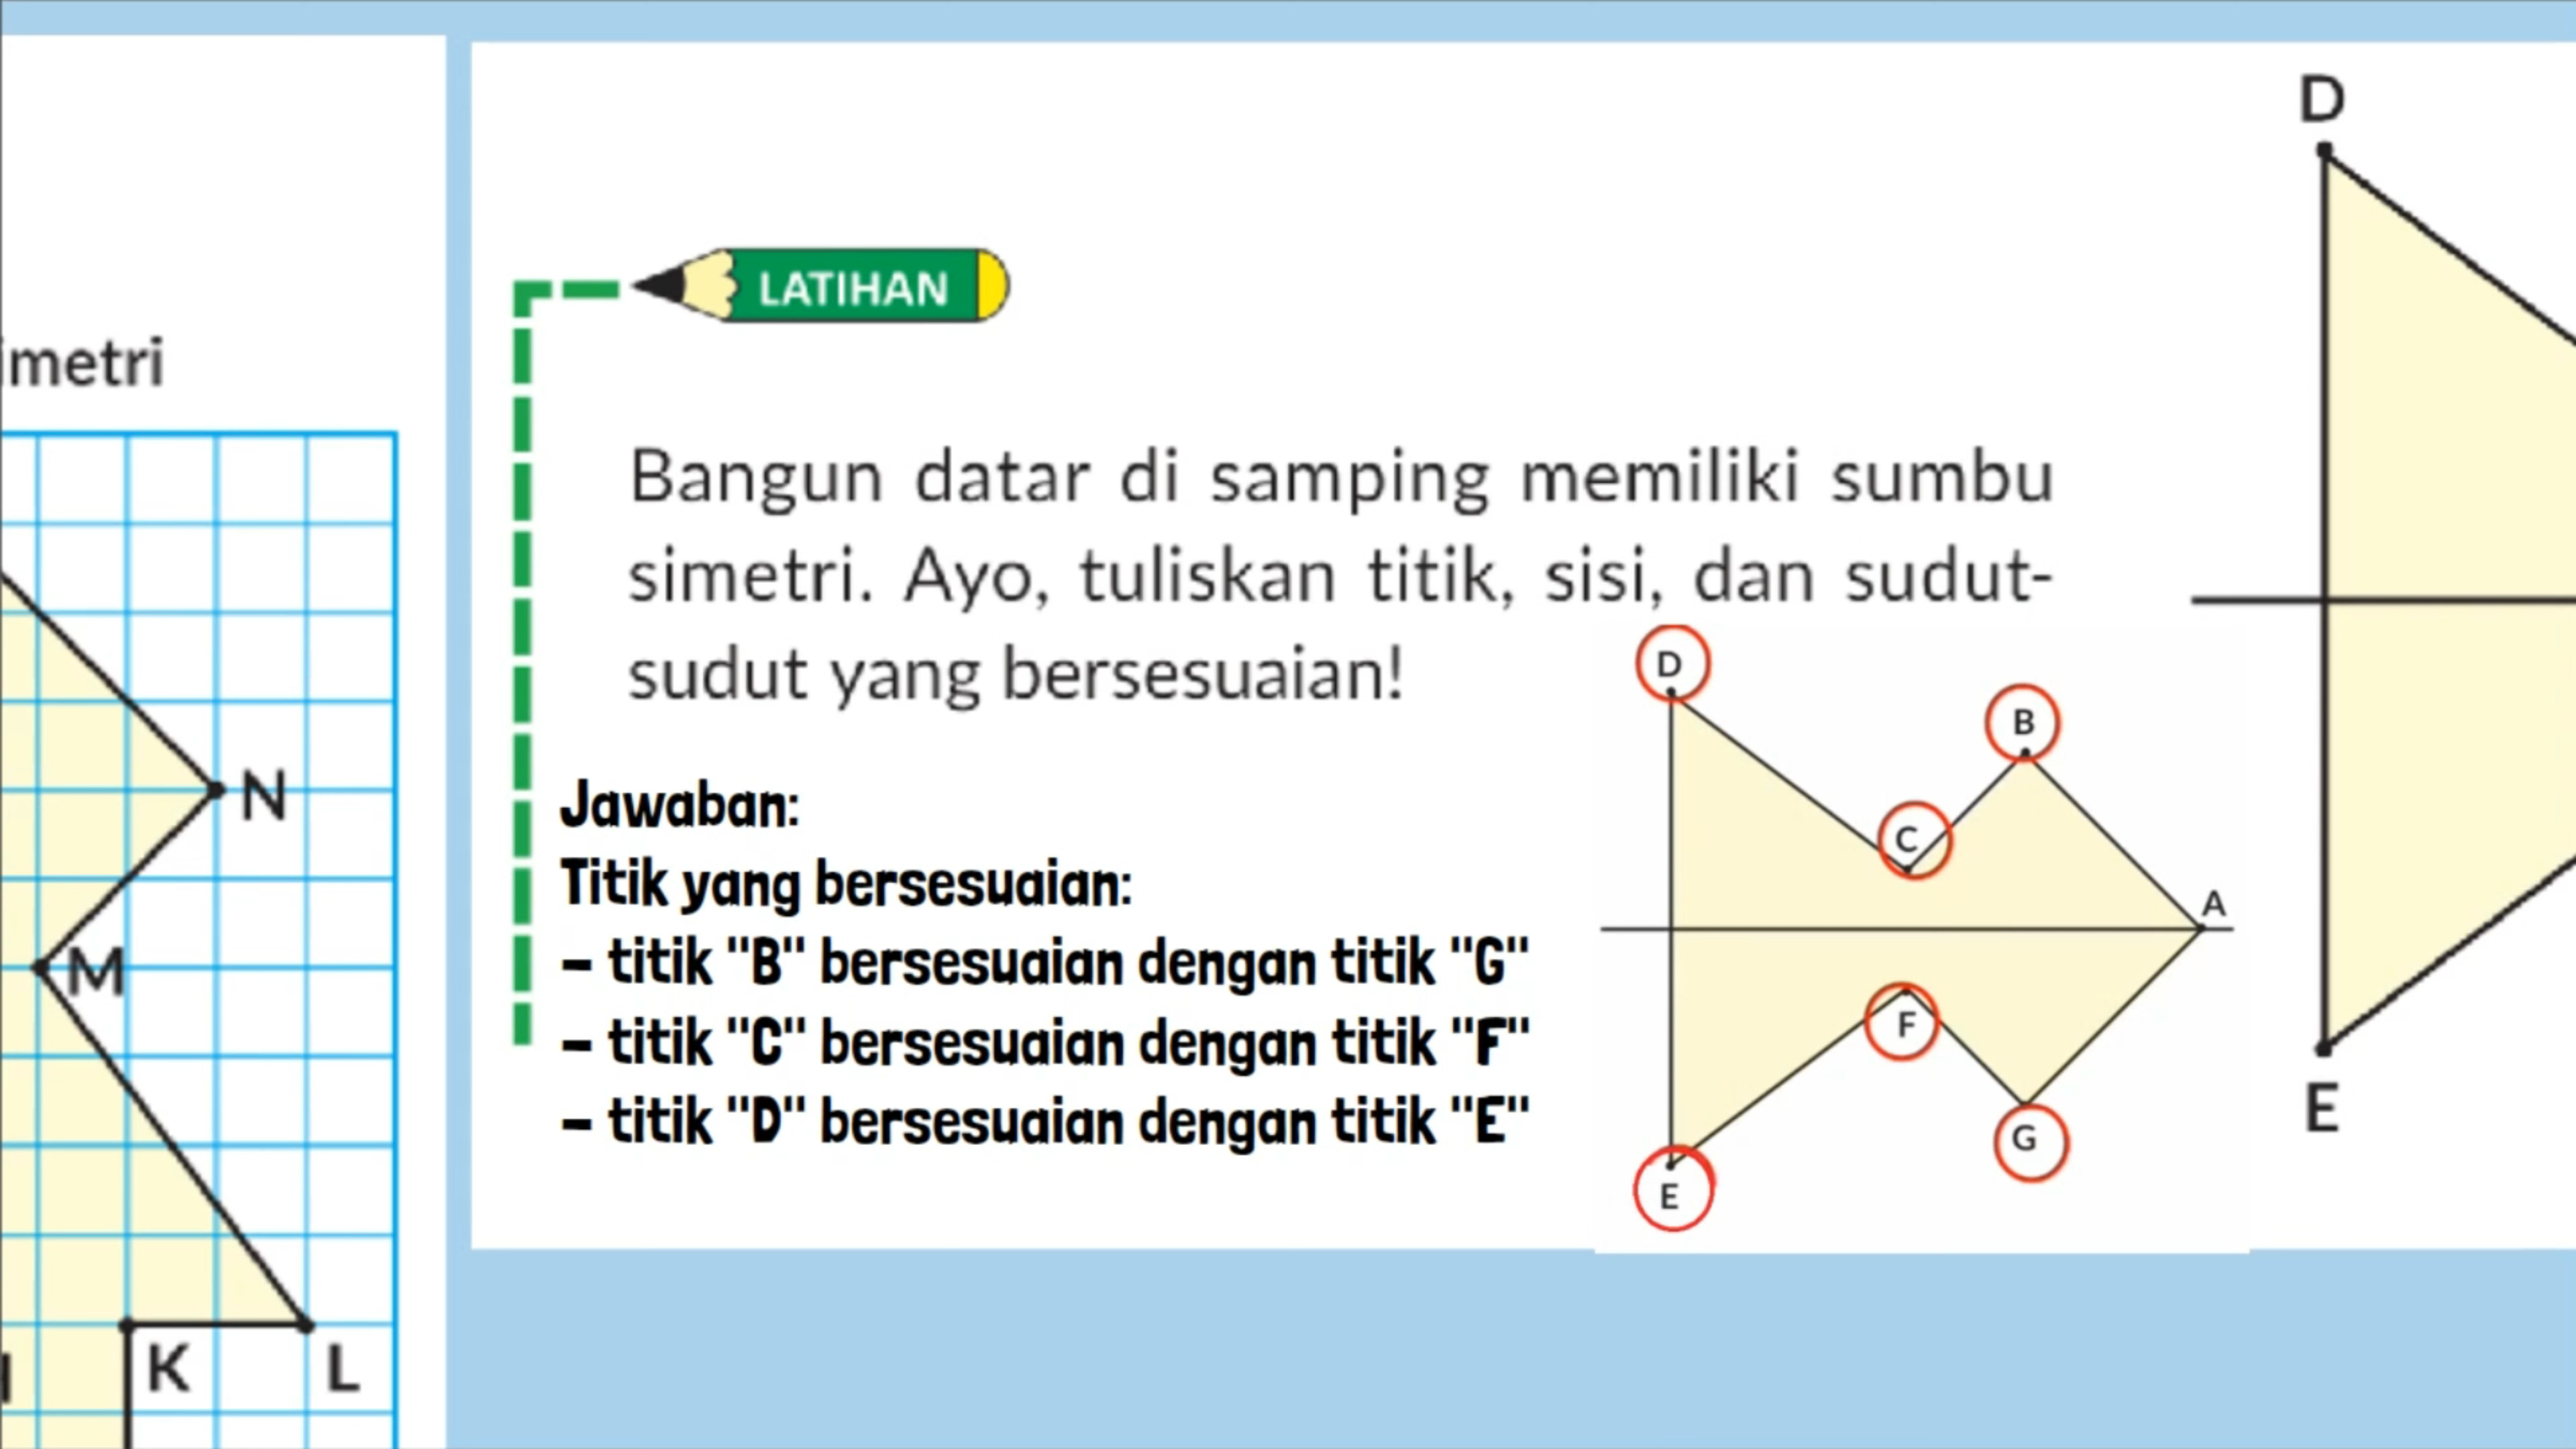 imetri
N
M
K
L
LATIHAN
Bangun datar di samping memiliki sumbu
simetri. Ayo, tuliskan titik, sisi, dan sudut-
sudut yang bersesuaian!
Jawaban:
Titik yang bersesuaian:
- titik "B" bersesuaian dengan titik "G"
- titik "C" bersesuaian dengan titik "F"
- titik "D" bersesuaian dengan titik "E"
D
B
C
A
F
G
E
D
E